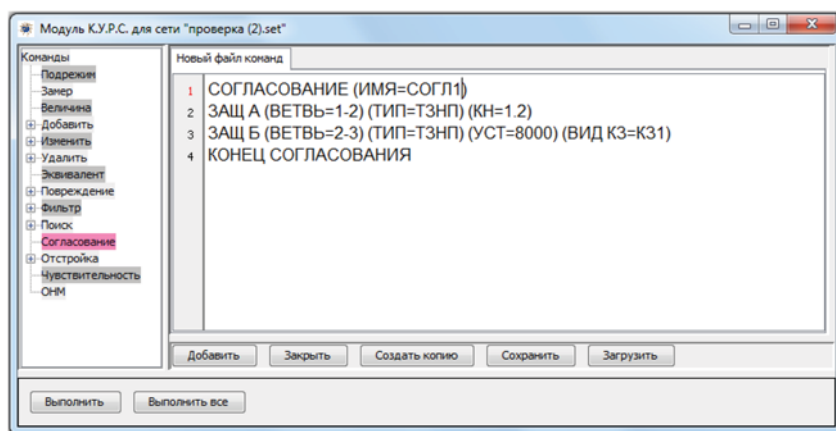 Модуль К.У.Р.С. для сети "проверка (2).set"
Команды
Подрежим
Замер
Величина
Добавить
Изменить
Удалить
Эквивалент
Повреждение
Фильтр
Поиск
Согласование
Отстройка
Чувствительность
ОНМ
Новый файл команд
1 СОГЛАСОВАНИЕ (ИМЯ=СОГЛ1)
2 ЗАЩ А (ВЕТВЬ=1-2) (ТИП=ТЗНП) (КН=1.2)
3 ЗАЩ Б (ВЕТВЬ=2-3) (ТИП=ТЗНП) (УСТ=8000) (ВИД КЗ=КЗ1)
4 КОНЕЦ СОГЛАСОВАНИЯ
Добавить Закрыть Создать копию Сохранить Загрузить
Выполнить Выполнить все